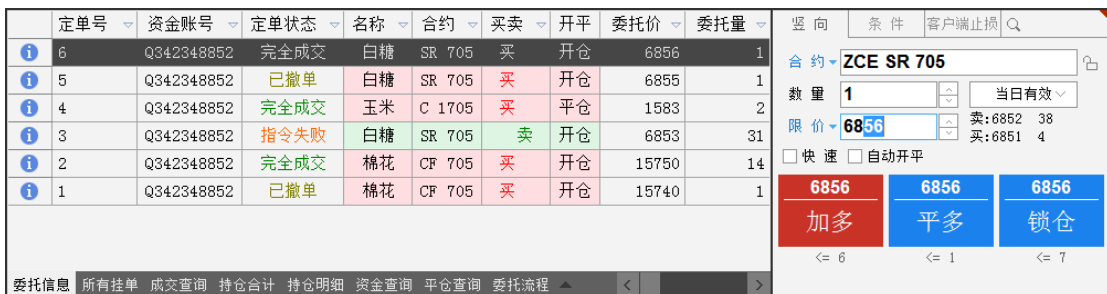 定单号 资金账号 定单状态 名称 合约 买卖 开平 委托价 委托量
6 Q342348852 完全成交 白糖 SR 705 买 开仓 6856 1
5 Q342348852 已撤单 白糖 SR 705 买 开仓 6855 1
4 Q342348852 完全成交 玉米 C 1705 买 平仓 1583 2
3 Q342348852 指令失败 白糖 SR 705 卖 开仓 6853 31
2 Q342348852 完全成交 棉花 CF 705 买 开仓 15750 14
1 Q342348852 已撤单 棉花 CF 705 买 开仓 15740 1
委托信息 所有挂单 成交查询 持仓合计 持仓明细 资金查询 平仓查询 委托流程
竖向 条件 客户端止损
合约 ZCE SR 705
数量 1 当日有效
限价 6856 卖:6852 38
买:6851 4
快速 自动开平
6856 6856 6856
加多 平多 锁仓
<= 6 <= 1 <= 7